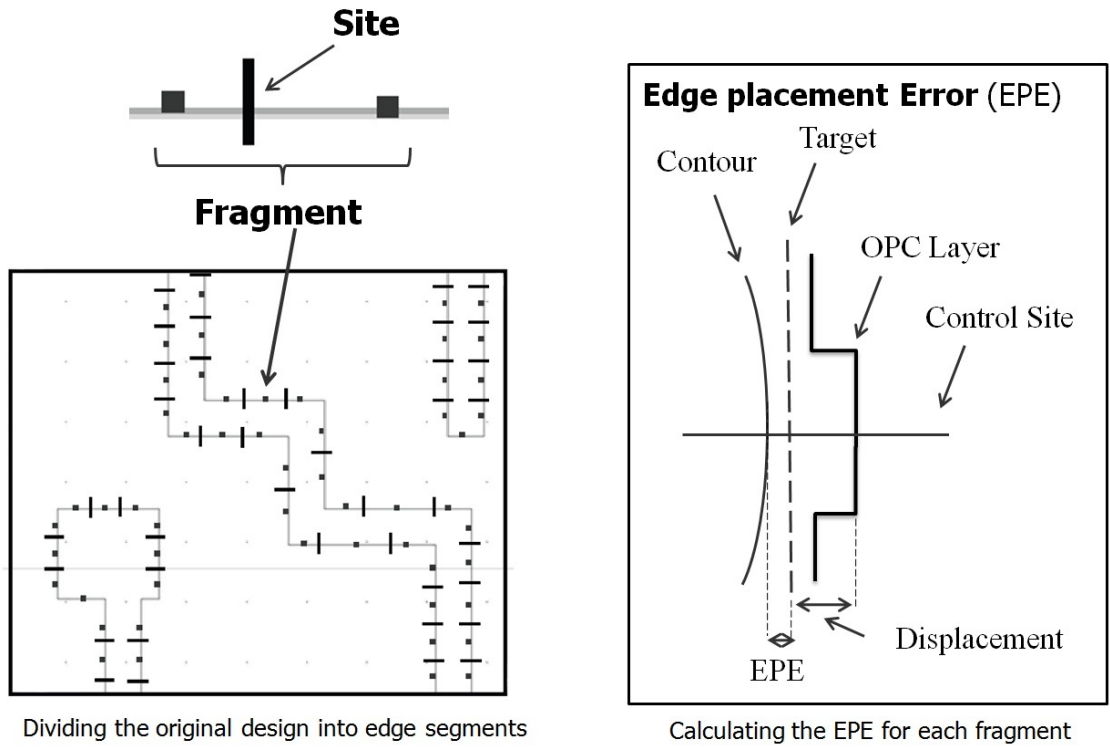 Site
Fragment
Dividing the original design into edge segments
Edge placement Error (EPE)
Target
Contour
OPC Layer
Control Site
Displacement
EPE
Calculating the EPE for each fragment